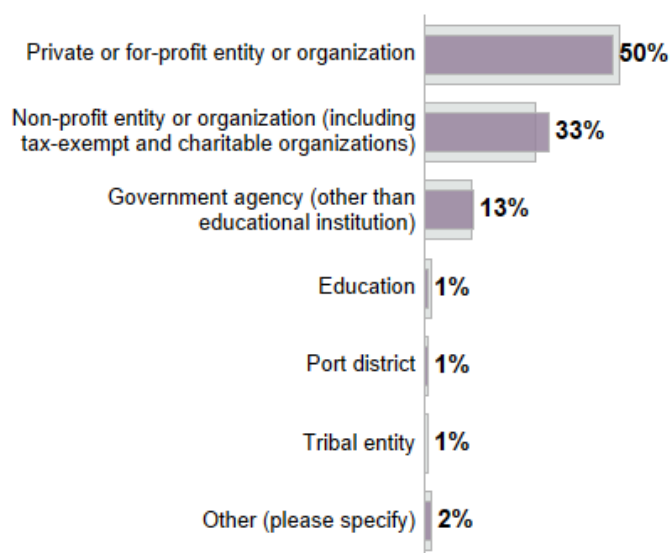 Private or for-profit entity or organization
50%
Non-profit entity or organization (including
tax-exempt and charitable organizations)
33%
Government agency (other than
educational institution)
13%
Education
1%
Port district
1%
Tribal entity
1%
Other (please specify)
2%